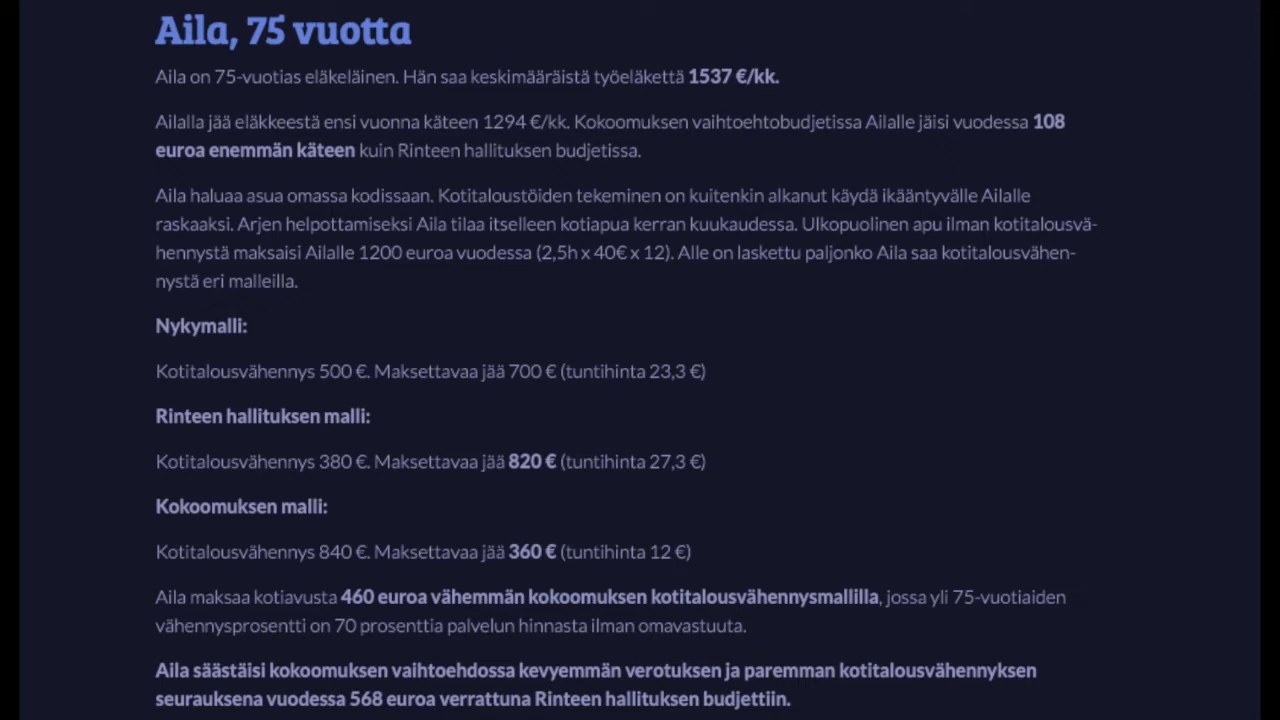 Aila, 75 vuotta
Aila on 75-vuotias eläkeläinen. Hän saa keskimääräistä työeläkettä 1537 €/kk.
Ailalla jää eläkkeestä ensi vuonna käteen 1294 €/kk. Kokoomuksen vaihtoehtobudjetissa Ailalle jäisi vuodessa 108
euroa enemmän käteen kuin Rinteen hallituksen budjetissa.
Aila haluaa asua omassa kodissaan. Kotitaloustöiden tekeminen on kuitenkin alkanut käydä ikääntyvälle Ailalle
raskaaksi. Arjen helpottamiseksi Aila tilaa itselleen kotiapua kerran kuukaudessa. Ulkopuolinen apu ilman kotitalousvä-
hennystä maksaisi Ailalle 1200 euroa vuodessa (2,5h x 40€ x 12). Alle on laskettu paljonko Aila saa kotitalousvähen-
nystä eri malleilla.
Nykymalli:
Kotitalousvähennys 500 €. Maksettavaa jää 700 € (tuntihinta 23,3 €)
Rinteen hallituksen malli:
Kotitalousvähennys 380 €. Maksettavaa jää 820 € (tuntihinta 27,3 €)
Kokoomuksen malli:
Kotitalousvähennys 840 €. Maksettavaa jää 360 € (tuntihinta 12 €)
Aila maksaa kotiavusta 460 euroa vähemmän kokoomuksen kotitalousvähennysmallilla, jossa yli 75-vuotiaiden
vähennysprosentti on 70 prosenttia palvelun hinnasta ilman omavastuuta.
Aila säästäisi kokoomuksen vaihtoehdossa kevyemmän verotuksen ja paremman kotitalousvähennyksen
seurauksena vuodessa 568 euroa verrattuna Rinteen hallituksen budjettiin.